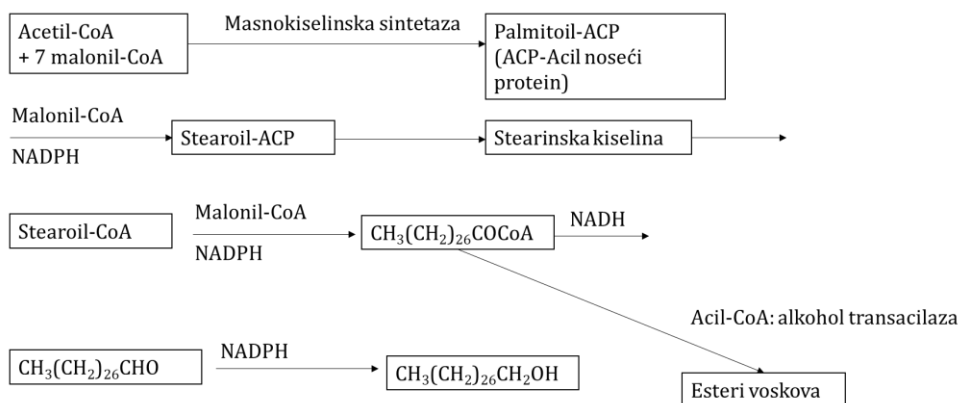 Acetil-CoA
+ 7 malonil-CoA
Masnokiselinska sintetaza
Palmitoil-ACP
(ACP-Acil noseći
protein)
Malonil-CoA
NADPH
Stearoil-ACP
Stearinska kiselina
Stearoil-CoA
Malonil-CoA
NADPH
CH₃(CH₂)₂₆COCoA
NADH
Acil-CoA: alkohol transacilaza
CH₃(CH₂)₂₆CHO
NADPH
CH₃(CH₂)₂₆CH₂OH
Esteri voskova